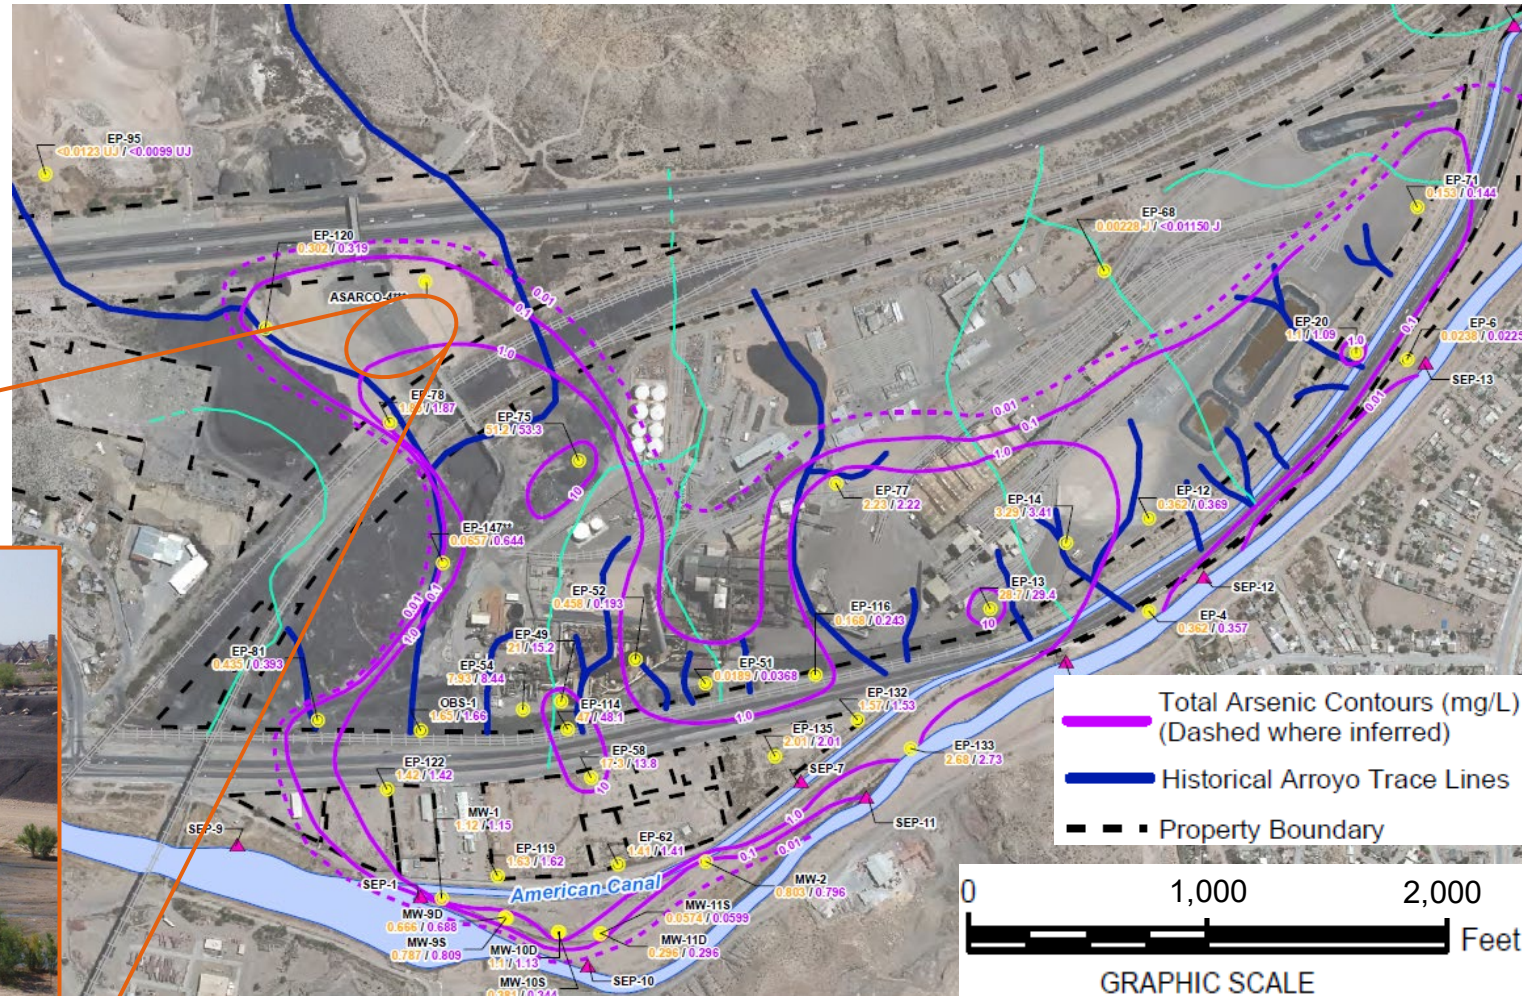 EP-95
<0.0123 UJ / <0.0099 UJ
EP-120
0.302 / 0.319
EP-68
0.00228 J / <0.01150 J
EP-71
0.153 / 0.144
ASARCO-4***
0.01
0.1
1.0
EP-78
/ 1.87
EP-75
51.2 / 53.3
10
EP-20
1.1 / 1.09
1.0
0.1
EP-6
0.0238 / 0.0225
SEP-13
0.01
0.01
0.1
1.0
EP-77
2.23 / 2.22
EP-14
3.29 / 3.41
EP-12
0.362 / 0.369
EP-147**
0.0657 / 0.644
0.01
0.1
1.0
EP-52
0.458 / 0.193
EP-13
28.7 / 29.4
10
SEP-12
EP-4
0.362 / 0.357
EP-116
0.168 / 0.243
EP-49
21 / 15.2
EP-81
0.435 / 0.393
EP-54
7.93 / 8.44
EP-51
0.0189 / 0.0368
OBS-1
1.65 / 1.66
EP-114
47 / 48.1
1.0
EP-132
1.57 / 1.53
EP-135
2.01 / 2.01
EP-133
2.68 / 2.73
EP-58
17.3 / 13.8
10
EP-122
1.42 / 1.42
SEP-7
SEP-11
MW-1
1.12 / 1.15
SEP-9
EP-62
1.41 / 1.41
1.0
0.1
0.01
EP-119
1.63 / 1.62
SEP-1
American Canal
MW-2
0.803 / 0.796
MW-9D
0.666 / 0.688
MW-9S
0.787 / 0.809
MW-11S
0.0574 / 0.0599
MW-11D
0.296 / 0.296
MW-10D
1.1 / 1.13
MW-10S
SEP-10
Total Arsenic Contours (mg/L)
(Dashed where inferred)
Historical Arroyo Trace Lines
Property Boundary
0 1,000 2,000
Feet
GRAPHIC SCALE